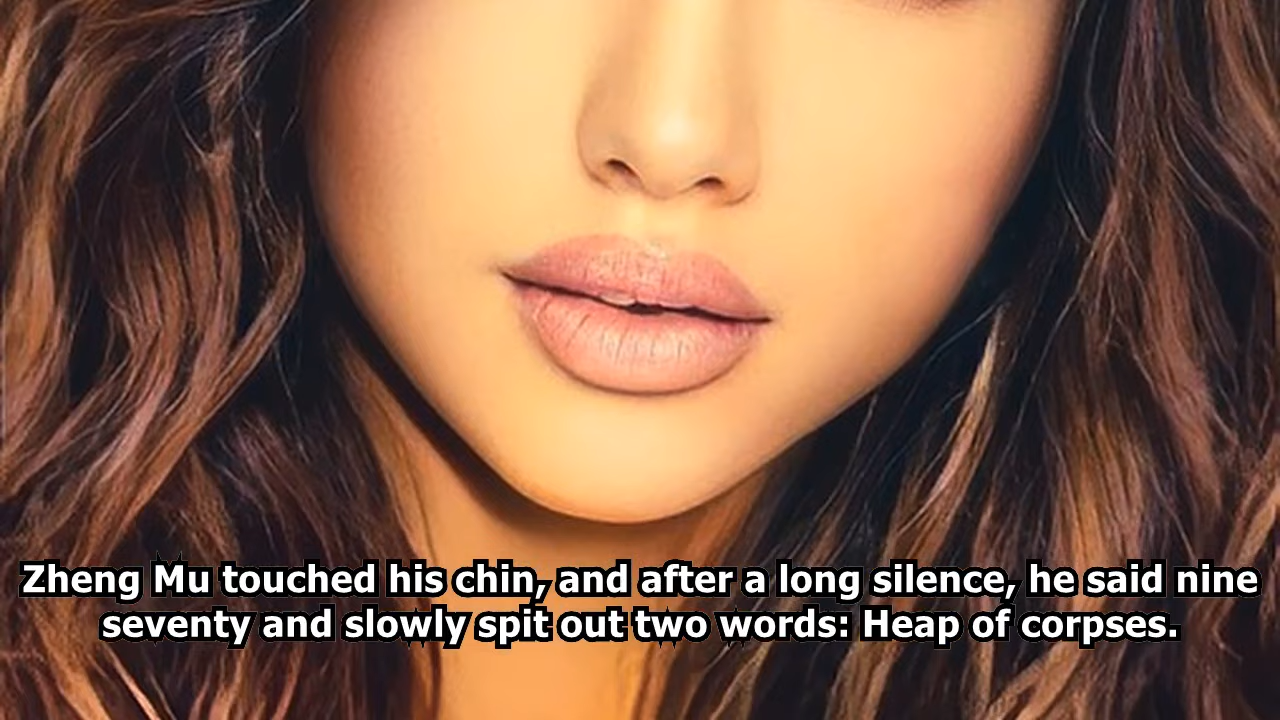 Zheng Mu touched his chin, and after a long silence, he said nine
seventy and slowly spit out two words: Heap of corpses.